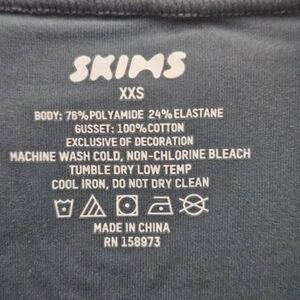 SKIMS
XXS
BODY: 76% POLYAMIDE 24% ELASTANE
GUSSET: 100% COTTON
EXCLUSIVE OF DECORATION
MACHINE WASH COLD, NON-CHLORINE BLEACH
TUMBLE DRY LOW TEMP
COOL IRON, DO NOT DRY CLEAN
MADE IN CHINA
RN 158973